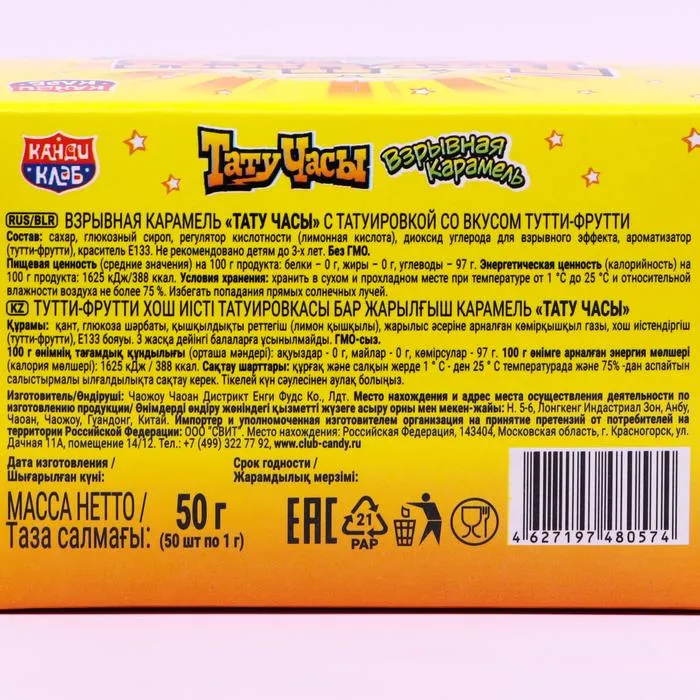 КАНДИ КЛАБ
КАНДИ
КЛАБ
ТАТУ ЧАСЫ
ВЗРЫВНАЯ
КАРАМЕЛЬ
RUS/BLR ВЗРЫВНАЯ КАРАМЕЛЬ «ТАТУ ЧАСЫ» С ТАТУИРОВКОЙ СО ВКУСОМ ТУТТИ-ФРУТТИ
Состав: сахар, глюкозный сироп, регулятор кислотности (лимонная кислота), диоксид углерода для взрывного эффекта, ароматизатор
(тутти-фрутти), краситель Е133. Не рекомендовано детям до 3-х лет. Без ГМО.
Пищевая ценность (средние значения) на 100 г продукта: белки – 0 г, жиры – 0 г, углеводы – 97 г. Энергетическая ценность (калорийность) на
100 г продукта: 1625 кДж/388 ккал. Условия хранения: хранить в сухом и прохладном месте при температуре от 1 °С до 25 °С и относительной
влажности воздуха не более 75 %. Избегать попадания прямых солнечных лучей.
KZ ТУТТИ-ФРУТТИ ХОШ ИІСТІ ТАТУИРОВКАСЫ БАР ЖАРЫЛҒЫШ КАРАМЕЛЬ «ТАТУ ЧАСЫ»
Құрамы: қант, глюкоза шәрбаты, қышқылдықты реттегіш (лимон қышқылы), жарылыс әсеріне арналған көмірқышқыл газы, хош иістендіргіш
(тутти-фрутти), Е133 бояуы. 3 жасқа дейінгі балаларға ұсынылмайды. ГМО-сыз.
100 г өнімнің тағамдық құндылығы (орташа мәндері): ақуыздар - 0 г, майлар - 0 г, көмірсулар - 97 г. 100 г өнімге арналған энергия мөлшері
(калория мөлшері): 1625 кДж / 388 ккал. Сақтау шарттары: құрғақ және салқын жерде 1 ° С - ден 25 ° С температурада және %75 -дан аспайтын
салыстырмалы ылғалдылықта сақтау керек. Тікелей күн сәулесінен аулақ болыңыз.
Изготовитель/Өндіруші: Чаожоу Чаоан Дистрикт Енги Фудс Ко., Лдт. Место нахождения и адрес места осуществления деятельности по
изготовлению продукции/ Өнімдерді өндіру жөніндегі қызметті жүзеге асыру орны мен мекен-жайы: Н. 5-6, Лонгкенг Индастриал Зон, Анбу,
Чаоан, Чаожоу, Гуандонг, Китай. Импортер и уполномоченная изготовителем организация на принятие претензий от потребителей на
территории Российской Федерации: ООО "СВИТ". Место нахождения: Российская Федерация, 143404, Московская область, г. Красногорск, ул.
Дачная 11А, помещение 14/12. Тел.: +7 (499) 322 77 92, www.club-candy.ru
Дата изготовления / Срок годности /
Шығарылған күні: Жарамдылық мерзімі:
МАССА НЕТТО / 50 г
Таза салмағы: (50 шт по 1 г)
EAC
21
PAP
4 627197 480574